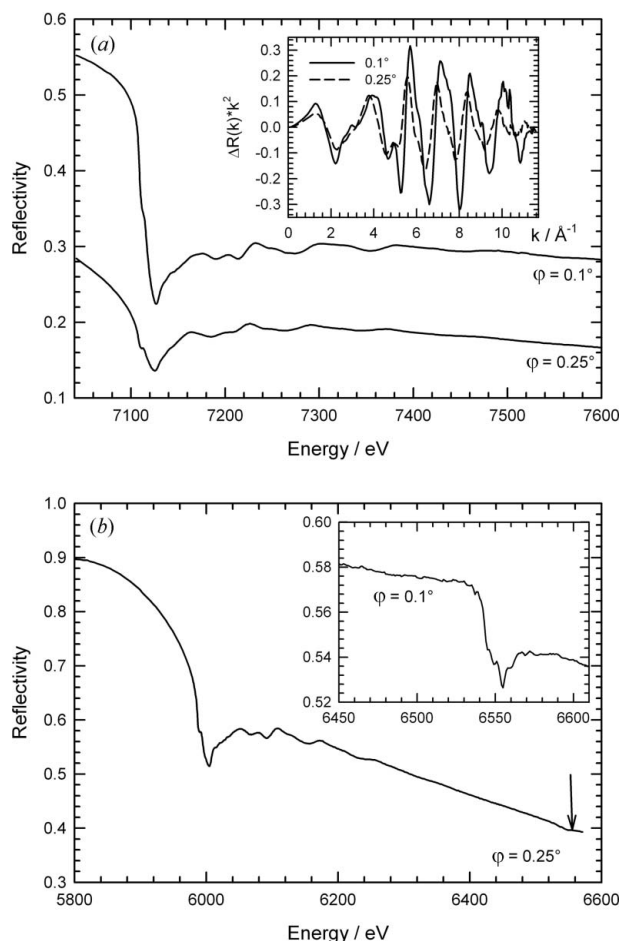 (a)
0.1°
0.25°
0.3
0.2
0.1
0.0
-0.1
-0.2
-0.3
ΔR(k)*k²
0 2 4 6 8 10 k / Å⁻¹
0.6
0.5
0.4
0.3
0.2
0.1
Reflectivity
φ = 0.1°
φ = 0.25°
7100 7200 7300 7400 7500 7600
Energy / eV
(b)
1.0
0.9
0.8
0.7
0.6
0.5
0.4
0.3
Reflectivity
0.60
0.58
0.56
0.54
0.52
φ = 0.1°
6450 6500 6550 6600
φ = 0.25°
5800 6000 6200 6400 6600
Energy / eV